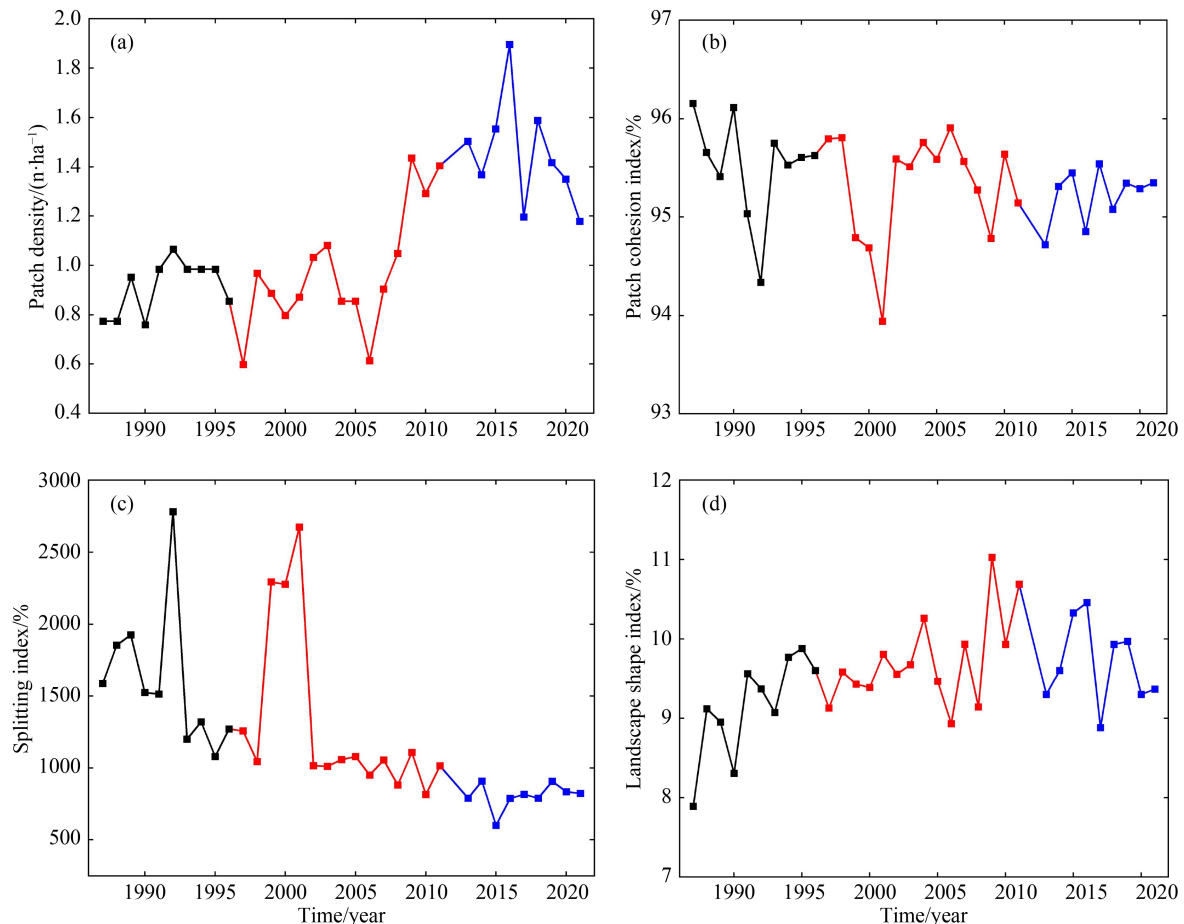 (a)
Patch density/(n·ha⁻¹)
2.0
1.8
1.6
1.4
1.2
1.0
0.8
0.6
0.4
1990 1995 2000 2005 2010 2015 2020
(b)
Patch cohesion index/%
97
96
95
94
93
1990 1995 2000 2005 2010 2015 2020
(c)
Splitting index/%
3000
2500
2000
1500
1000
500
1990 1995 2000 2005 2010 2015 2020
Time/year
(d)
Landscape shape index/%
12
11
10
9
8
7
1990 1995 2000 2005 2010 2015 2020
Time/year